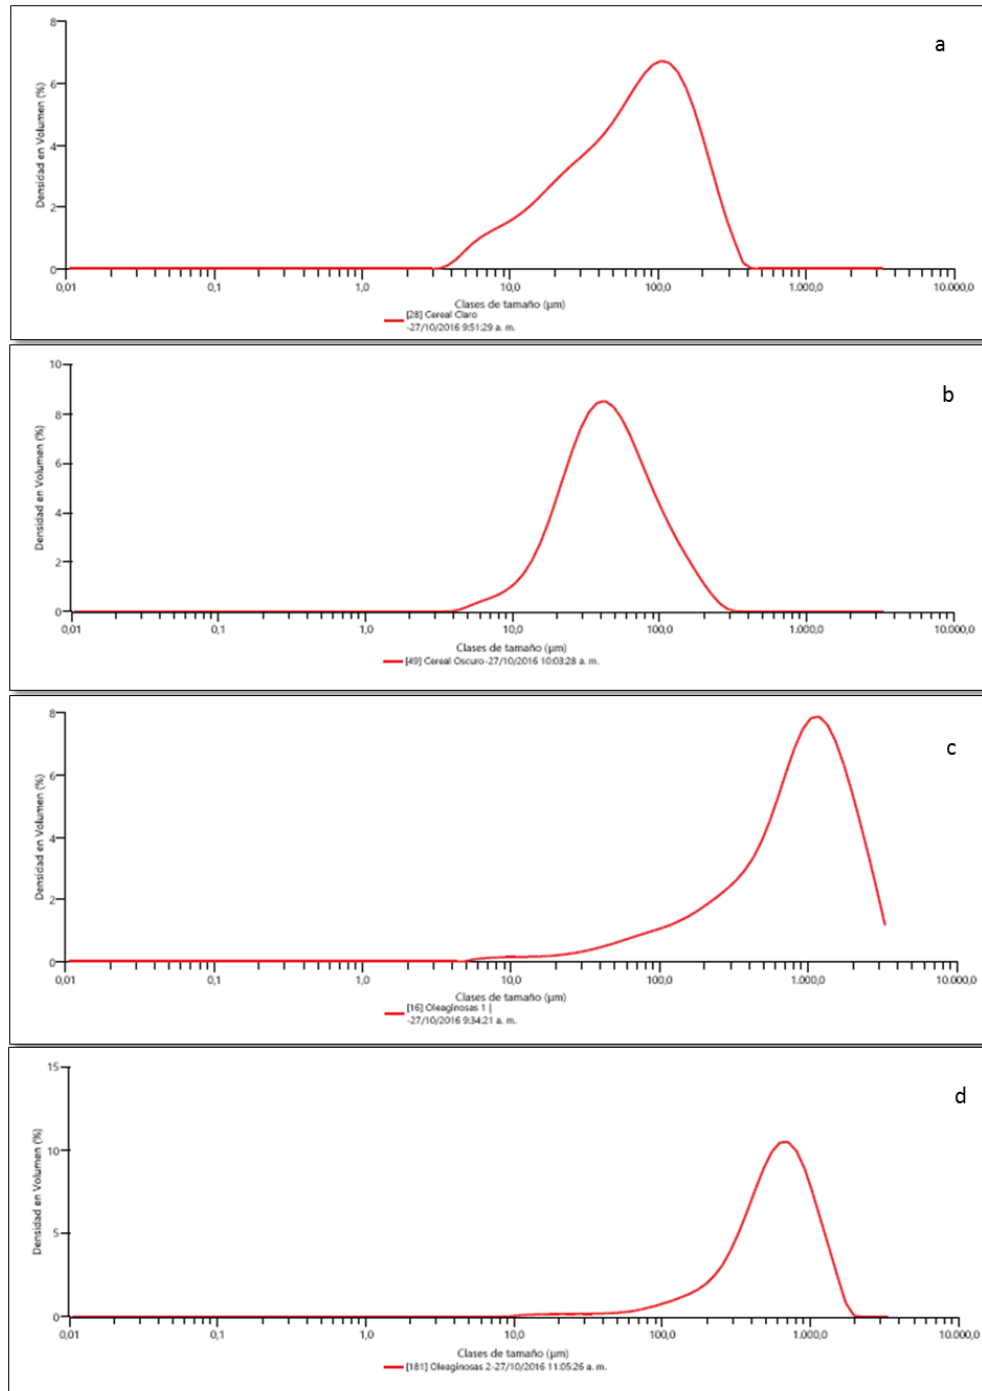 a
8
6
4
2
0
Densidad en Volumen (%)
0,01 0,1 1,0 10,0 100,0 1.000,0 10.000,0
Clases de tamaño (µm)
[28] Cereal Claro
-27/10/2016 9:51:29 a. m.
b
10
8
6
4
2
0
Densidad en Volumen (%)
0,01 0,1 1,0 10,0 100,0 1.000,0 10.000,0
Clases de tamaño (µm)
[49] Cereal Oscuro-27/10/2016 10:03:28 a. m.
c
8
6
4
2
0
Densidad en Volumen (%)
0,01 0,1 1,0 10,0 100,0 1.000,0 10.000,0
Clases de tamaño (µm)
[16] Oleaginosas 1 |
-27/10/2016 9:34:21 a. m.
d
15
10
5
0
Densidad en Volumen (%)
0,01 0,1 1,0 10,0 100,0 1.000,0 10.000,0
Clases de tamaño (µm)
[181] Oleaginosas 2-27/10/2016 11:05:26 a. m.